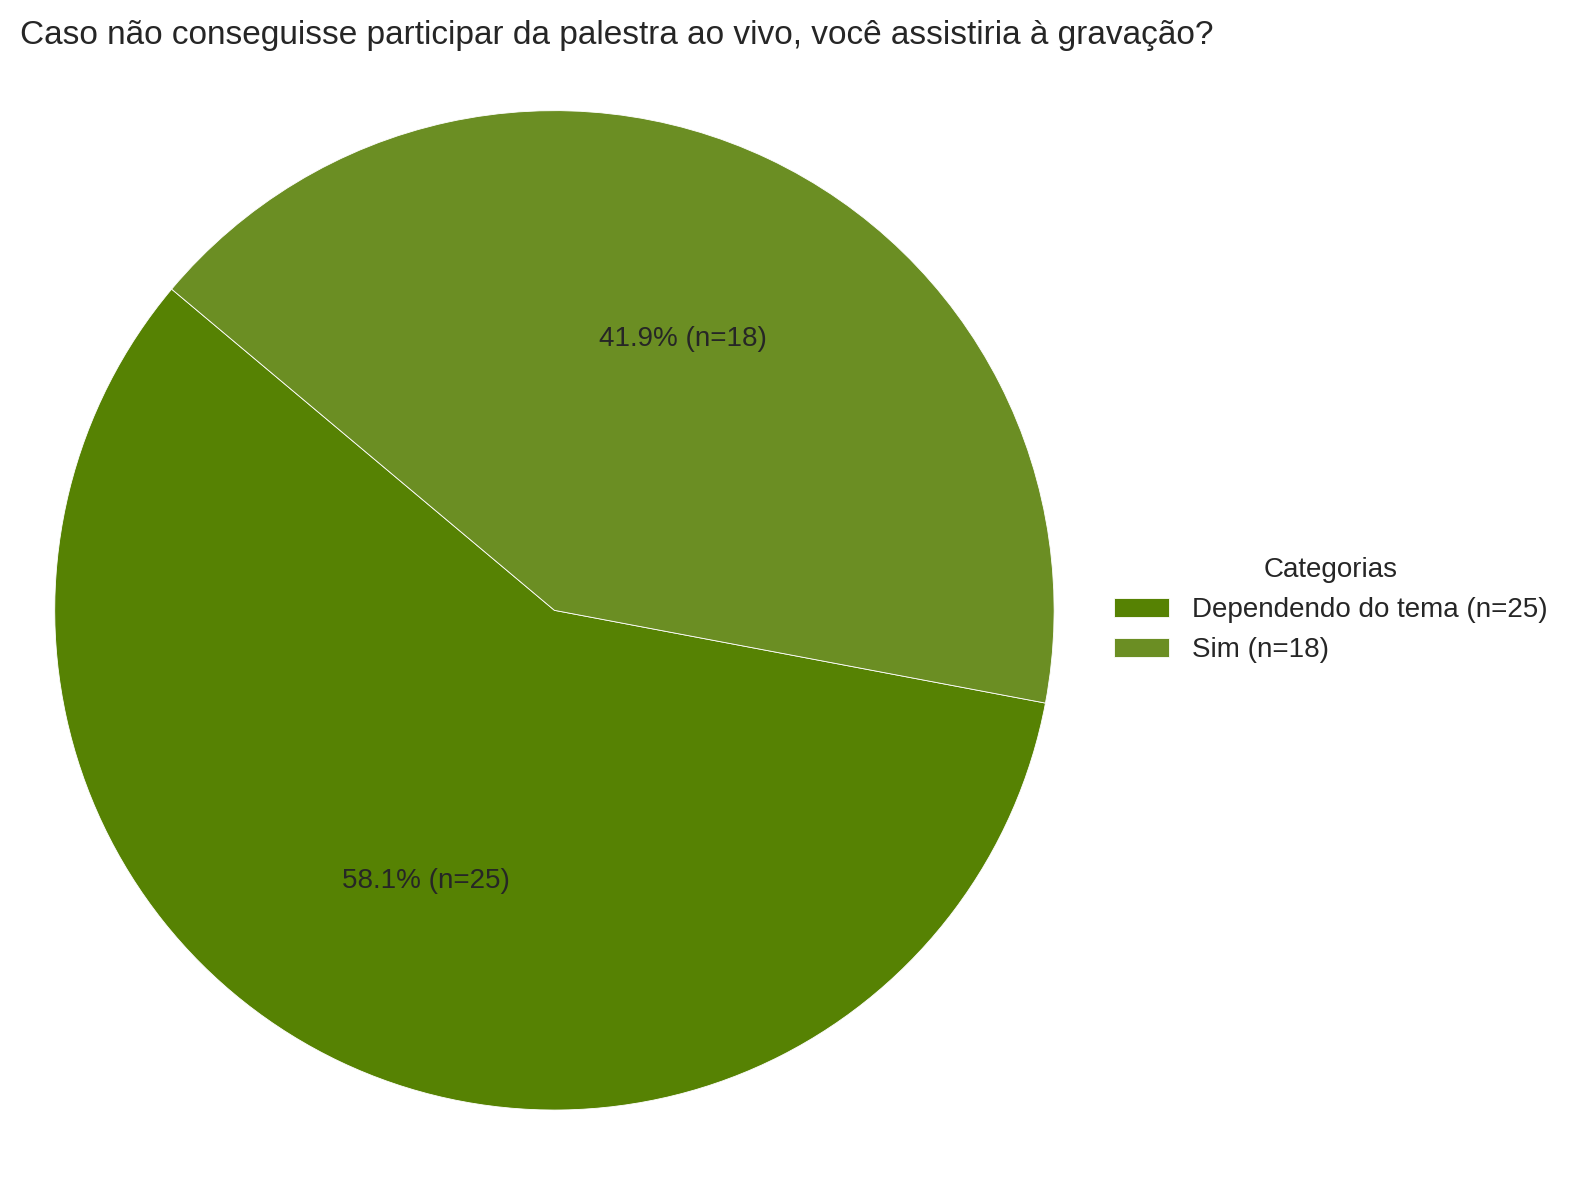 Caso não conseguisse participar da palestra ao vivo, você assistiria à gravação?
41.9% (n=18)
58.1% (n=25)
Categorias
Dependendo do tema (n=25)
Sim (n=18)